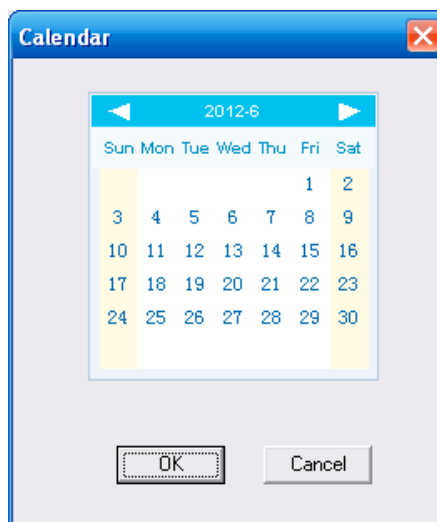 Calendar
2012-6
Sun Mon Tue Wed Thu Fri Sat
1 2
3 4 5 6 7 8 9
10 11 12 13 14 15 16
17 18 19 20 21 22 23
24 25 26 27 28 29 30
OK Cancel